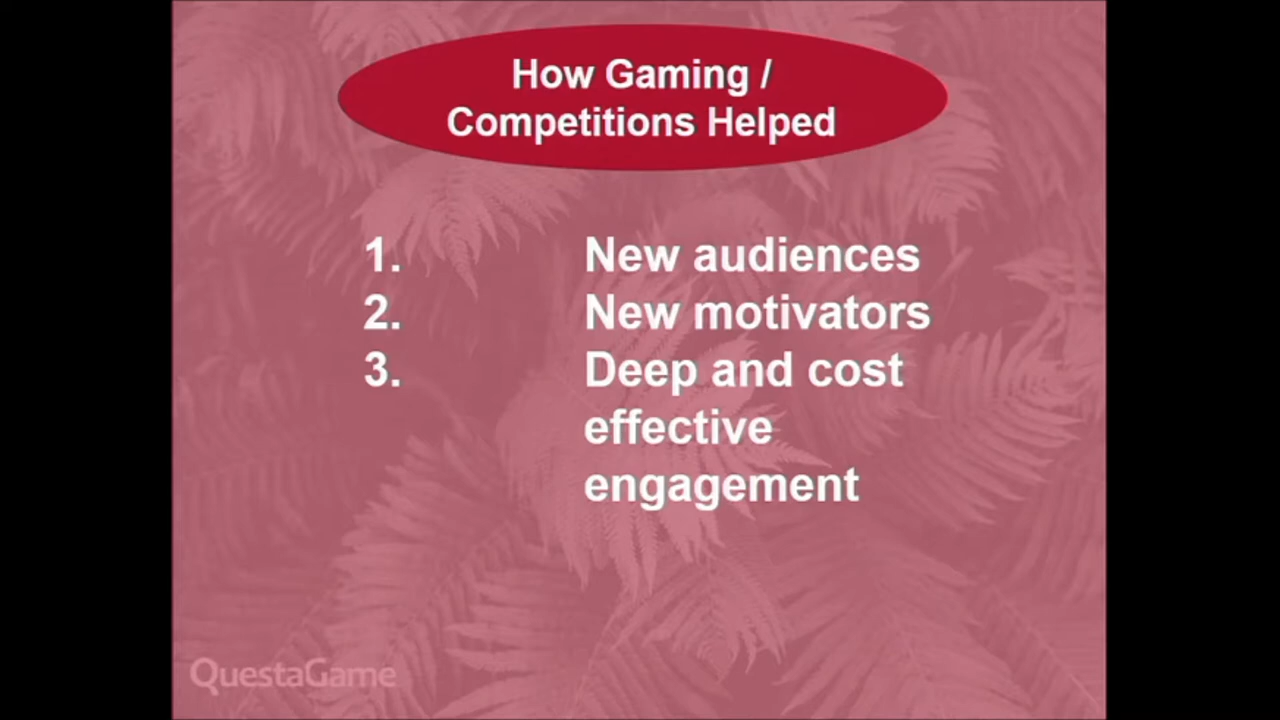 How Gaming /
Competitions Helped
1. New audiences
2. New motivators
3. Deep and cost
effective
engagement
QuestaGame